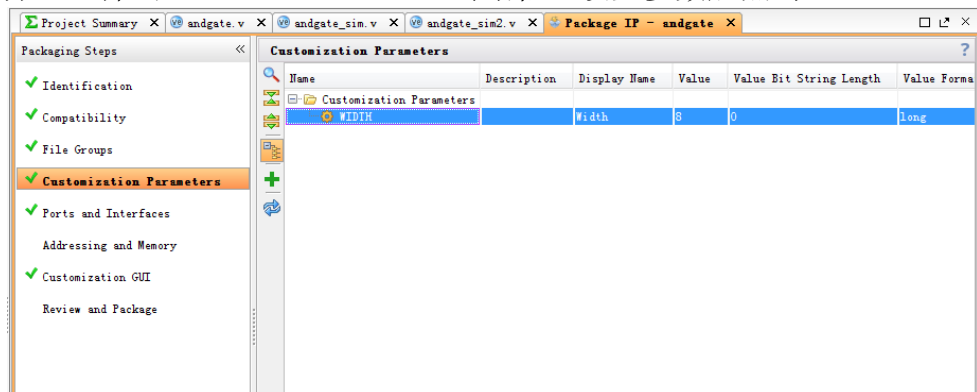 Project Summary andgate.v andgate_sim.v andgate_sim2.v Package IP - andgate
Packaging Steps
Customization Parameters
Identification
Compatibility
File Groups
Customization Parameters
Ports and Interfaces
Addressing and Memory
Customization GUI
Review and Package
Name Description Display Name Value Value Bit String Length Value Forma
Customization Parameters
WIDTH Width 8 0 long